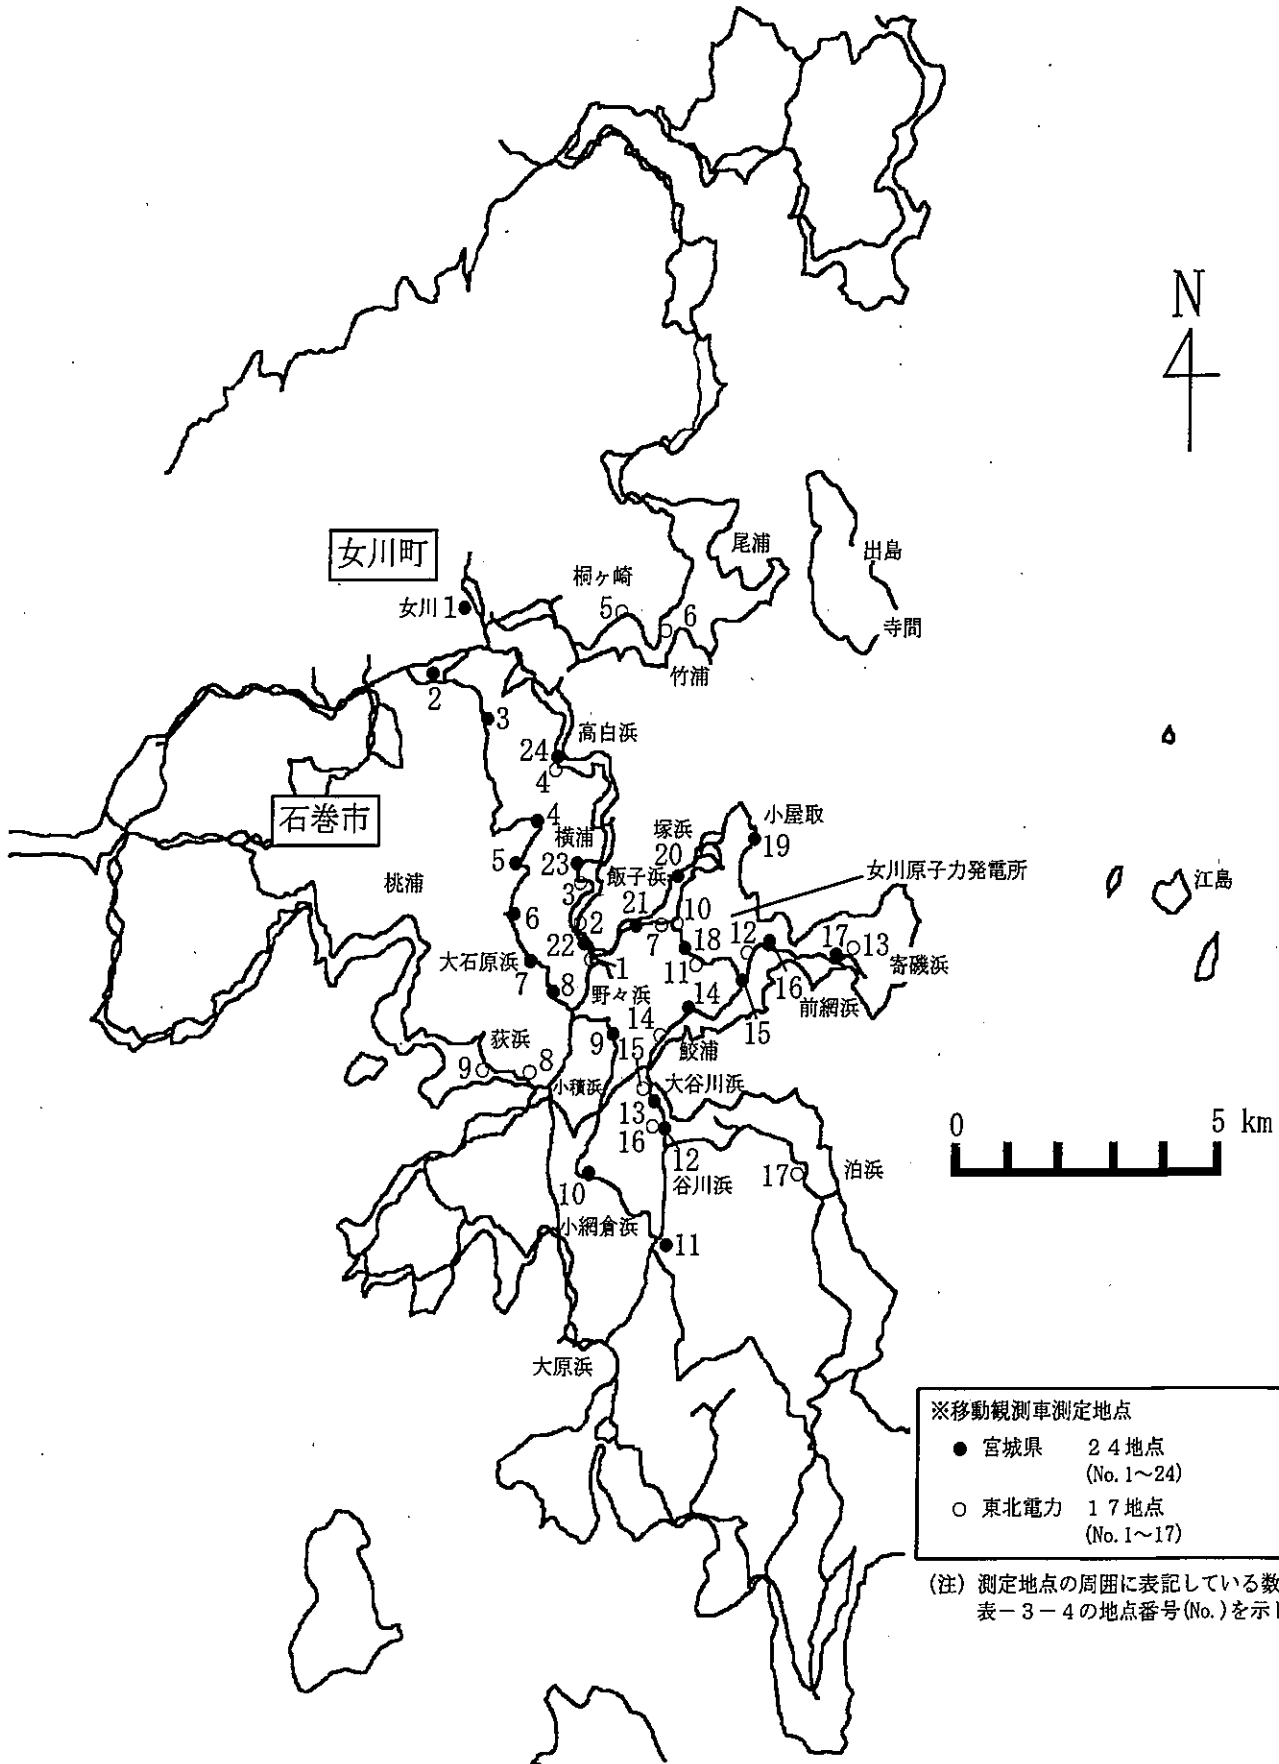 N
尾浦
出島
女川町
桐ヶ崎
5
6
女川 1
寺間
竹浦
2
3
高白浜
24
4
石巻市
4
横浦
塚浜
小屋取
19
5
23
20
桃浦
3
飯子浜
女川原子力発電所
江島
6
2
21
10
22
7
18
12
17
13
大石原浜
7
1
11
16
寄磯浜
8
野々浜
14
15
前網浜
9
14
15
鮫浦
荻浜
9
8
小積浜
大谷川浜
13
0 5 km
16
12
10
谷川浜
17
泊浜
小網倉浜
11
大原浜
※移動観測車測定地点
● 宮城県 24地点
(No.1〜24)
○ 東北電力 17地点
(No.1〜17)
(注) 測定地点の周囲に表記している数
表-3-4の地点番号(No.)を示